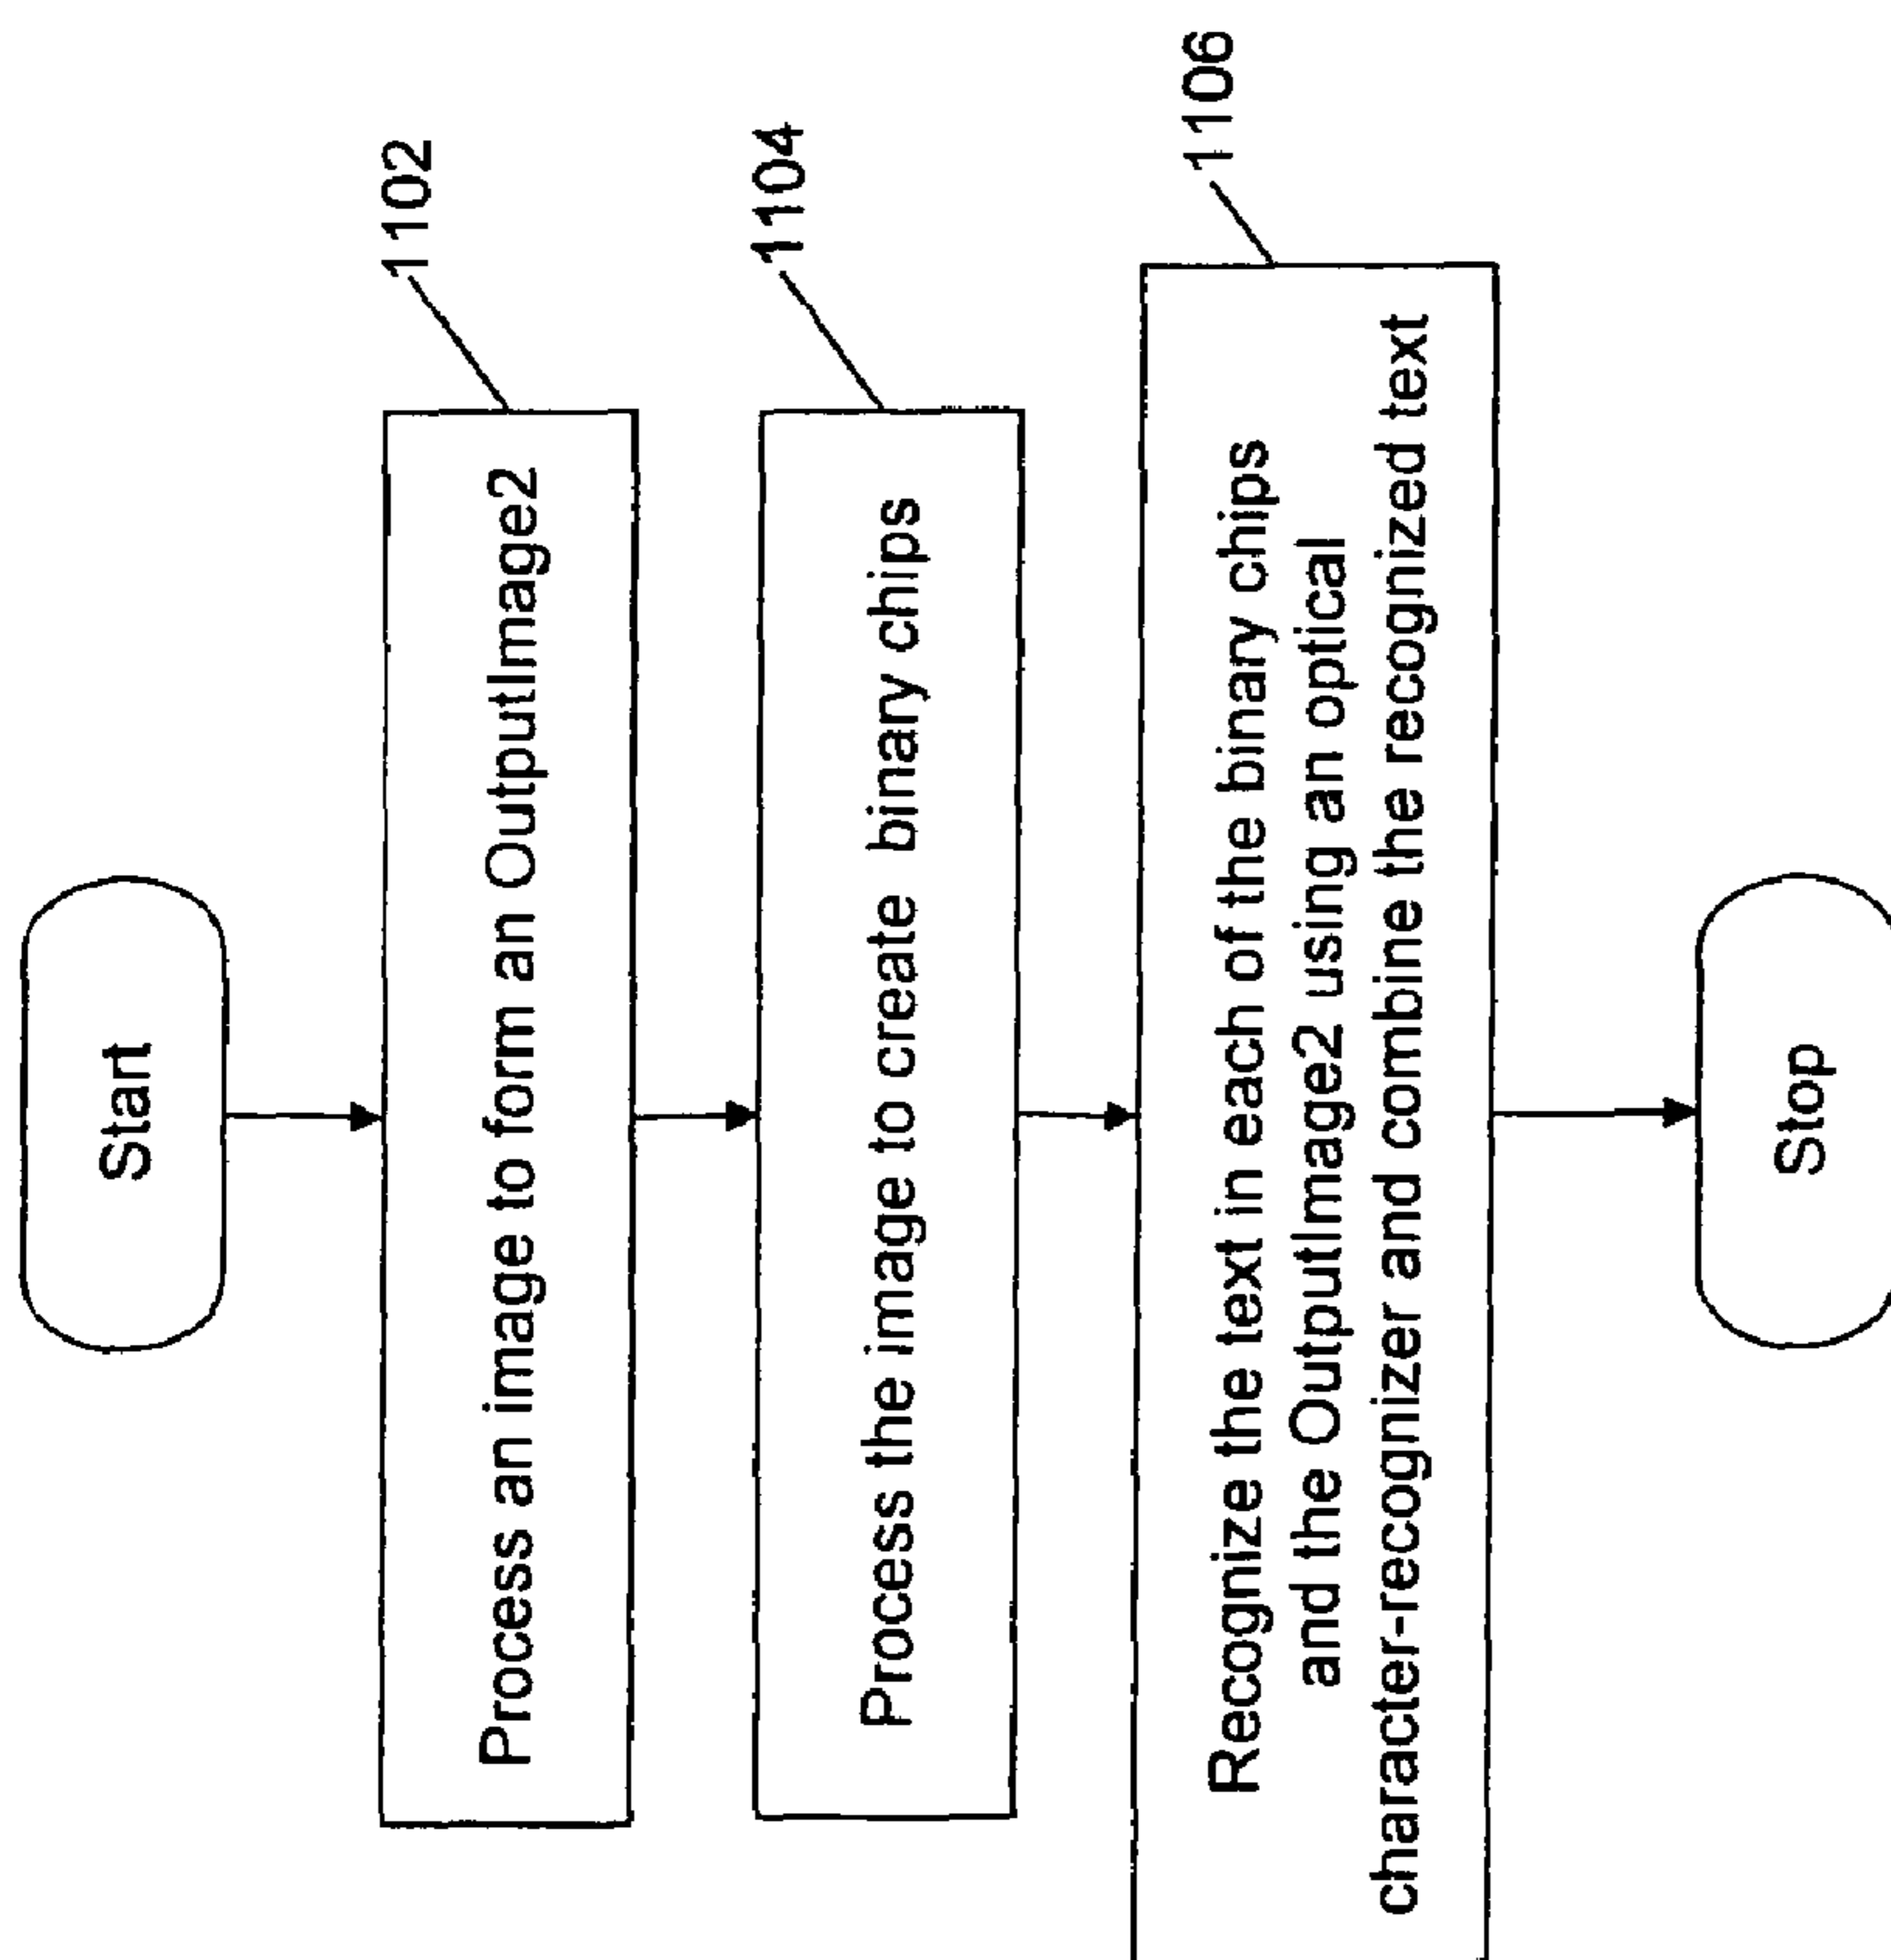 Start
1102
Process an image to form an OutputImage2
1104
Process the image to create binary chips
1106
Recognize the text in each of the binary chips
and the OutputImage2 using an optical
character-recognizer and combine the recognized text
Stop